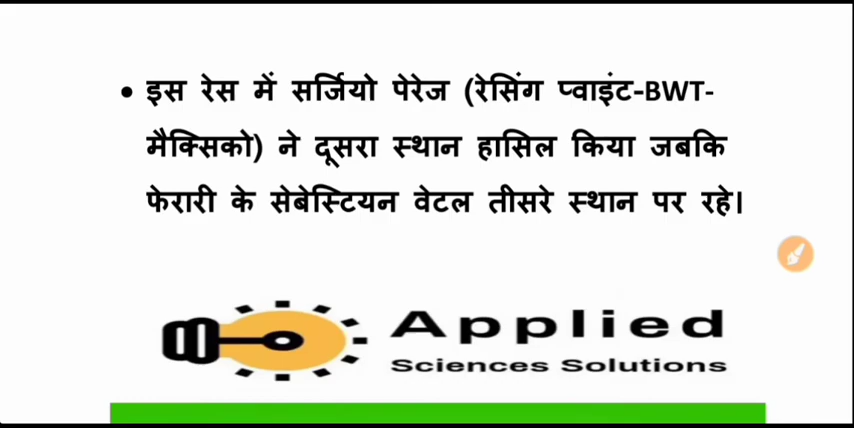 • इस रेस में सर्जियो पेरेज (रेसिंग प्वाइंट-BWT-
मैक्सिको) ने दूसरा स्थान हासिल किया जबकि
फेरारी के सेबेस्टियन वेटल तीसरे स्थान पर रहे।
Applied
Sciences Solutions